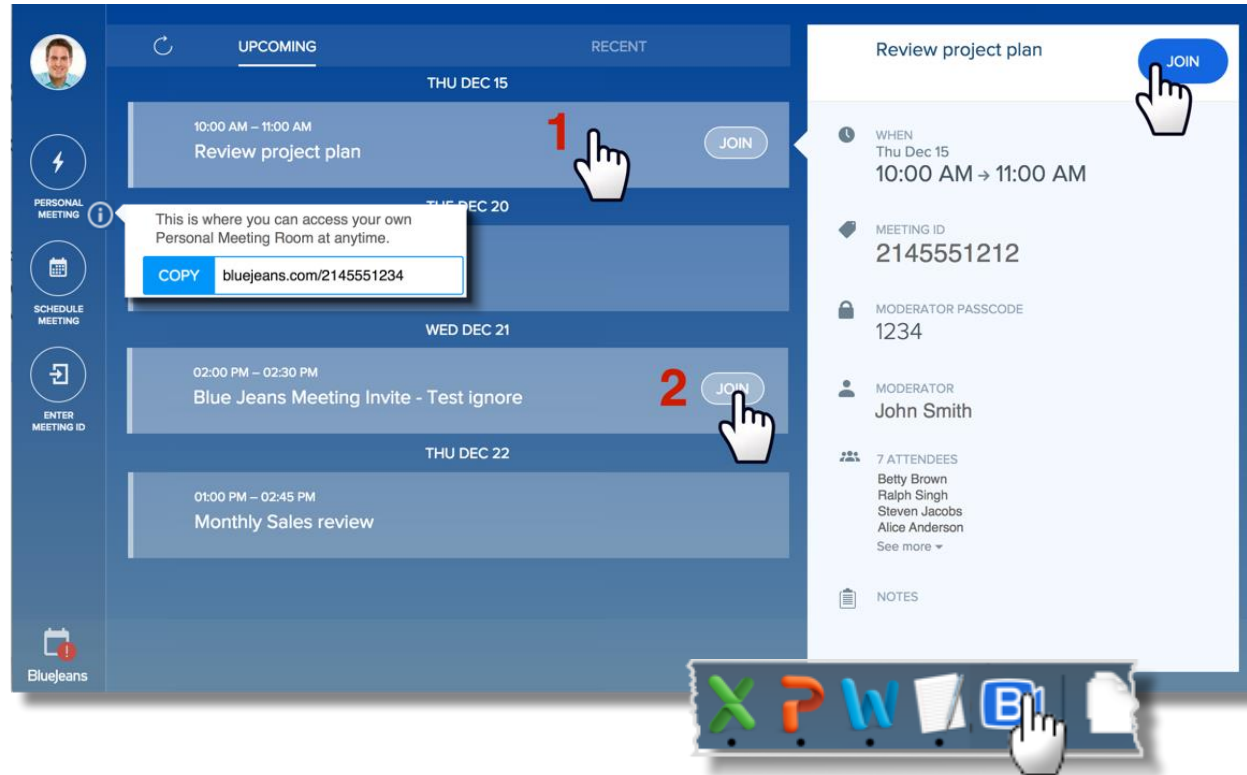 UPCOMING
RECENT
THU DEC 15
10:00 AM – 11:00 AM
Review project plan
1
JOIN
PERSONAL
MEETING
This is where you can access your own
Personal Meeting Room at anytime.
COPY
bluejeans.com/2145551234
TUE DEC 20
SCHEDULE
MEETING
WED DEC 21
02:00 PM – 02:30 PM
Blue Jeans Meeting Invite - Test ignore
2
JOIN
ENTER
MEETING ID
THU DEC 22
01:00 PM – 02:45 PM
Monthly Sales review
BlueJeans
Review project plan
JOIN
WHEN
Thu Dec 15
10:00 AM → 11:00 AM
MEETING ID
2145551212
MODERATOR PASSCODE
1234
MODERATOR
John Smith
7 ATTENDEES
Betty Brown
Ralph Singh
Steven Jacobs
Alice Anderson
See more
NOTES
X P W B